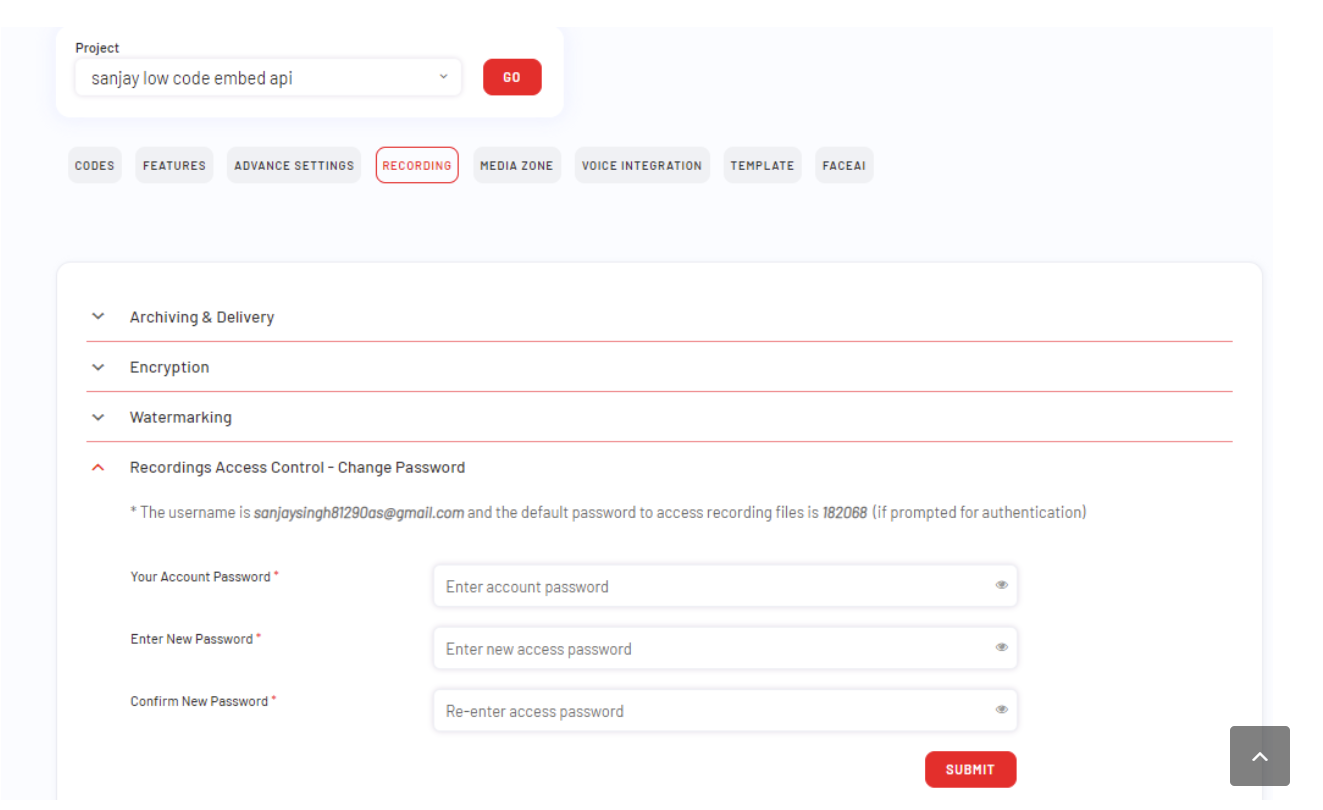 Project
sanjay low code embed api
GO
CODES FEATURES ADVANCE SETTINGS RECORDING MEDIA ZONE VOICE INTEGRATION TEMPLATE FACEAI
Archiving & Delivery
Encryption
Watermarking
Recordings Access Control - Change Password
* The username is sanjaysingh81290as@gmail.com and the default password to access recording files is 182068 (if prompted for authentication)
Your Account Password * Enter account password
Enter New Password * Enter new access password
Confirm New Password * Re-enter access password
SUBMIT